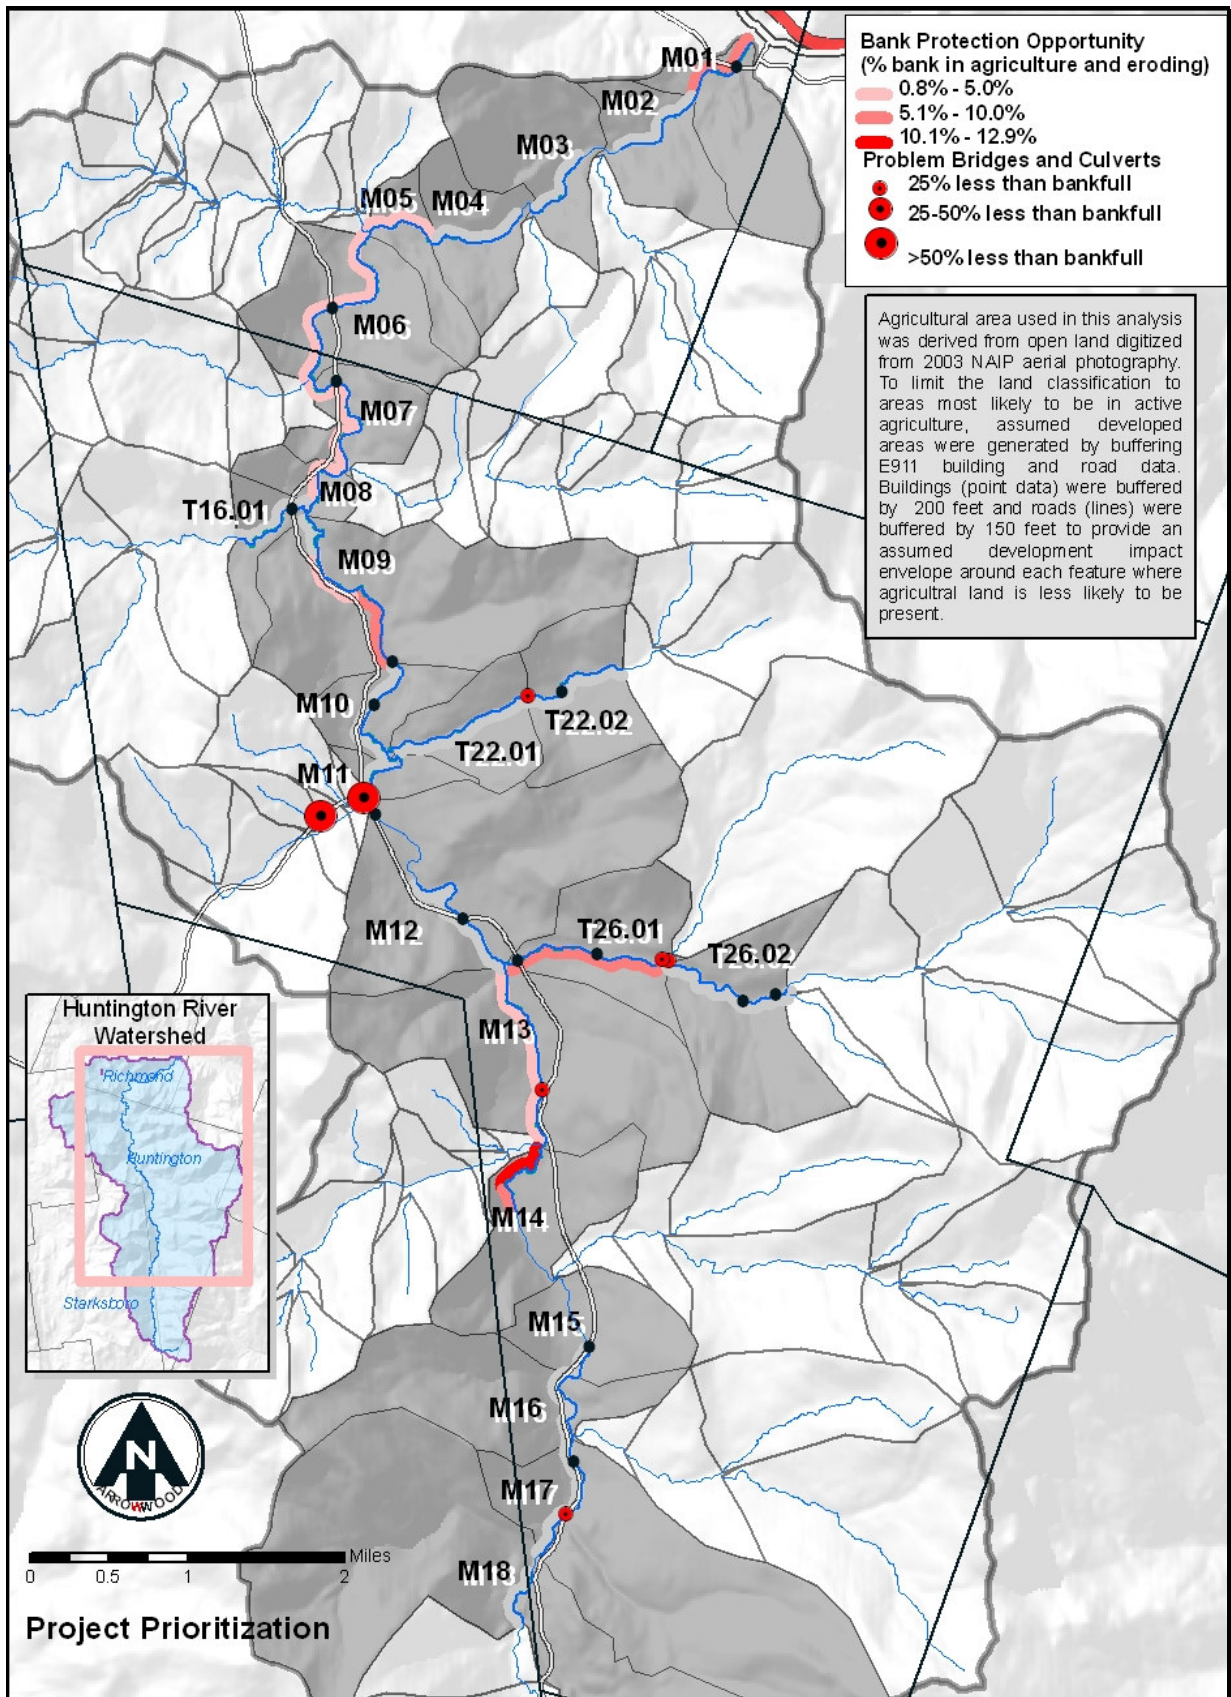 M01
M02
M03
M05
M04
M06
M07
M08
T16.01
M09
M10
T22.02
T22.01
M11
M12
T26.01
T26.02
M13
M14
M15
M16
M17
M18
Bank Protection Opportunity
(% bank in agriculture and eroding)
0.8% - 5.0%
5.1% - 10.0%
10.1% - 12.9%
Problem Bridges and Culverts
25% less than bankfull
25-50% less than bankfull
>50% less than bankfull
Agricultural area used in this analysis
was derived from open land digitized
from 2003 NAIP aerial photography.
To limit the land classification to
areas most likely to be in active
agriculture, assumed developed
areas were generated by buffering
E911 building and road data.
Buildings (point data) were buffered
by 200 feet and roads (lines) were
buffered by 150 feet to provide an
assumed development impact
envelope around each feature where
agricultral land is less likely to be
present.
Huntington River
Watershed
Richmond
Huntington
Starksboro
N
ARROWWOOD
Miles
0 0.5 1 2
Project Prioritization